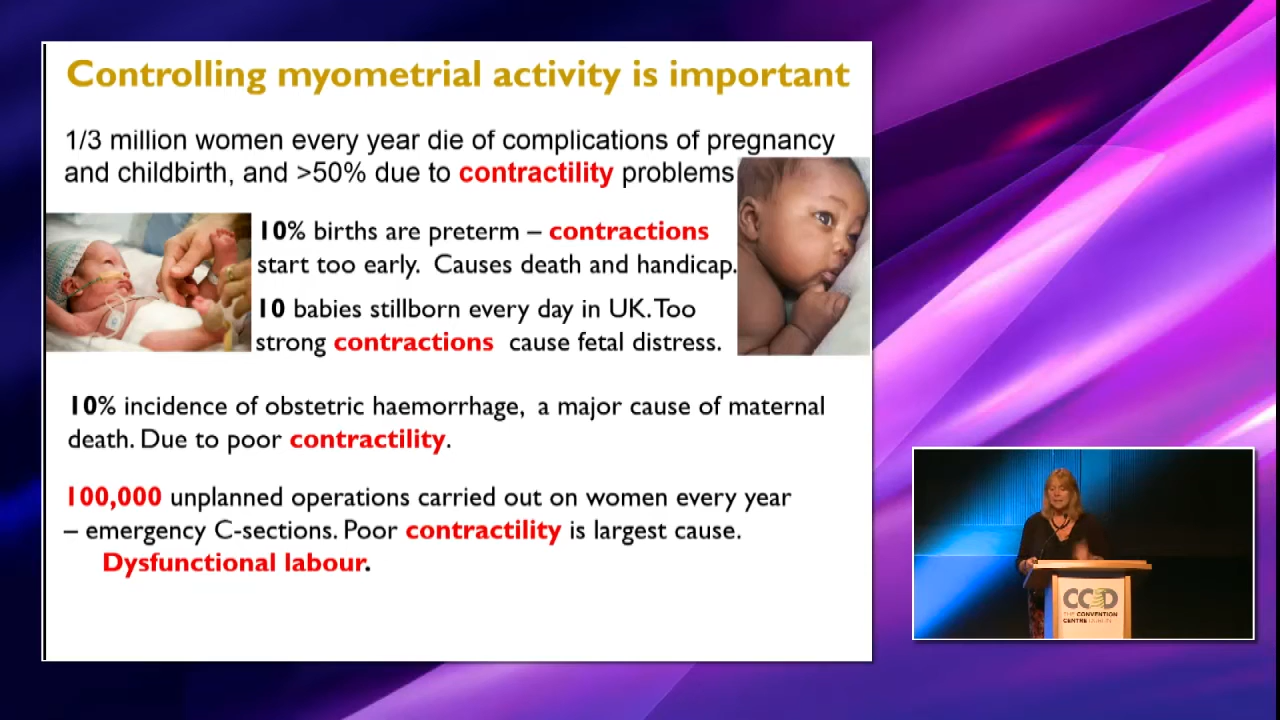 Controlling myometrial activity is important
1/3 million women every year die of complications of pregnancy
and childbirth, and >50% due to contractility problems
10% births are preterm – contractions
start too early. Causes death and handicap.
10 babies stillborn every day in UK. Too
strong contractions cause fetal distress.
10% incidence of obstetric haemorrhage, a major cause of maternal
death. Due to poor contractility.
100,000 unplanned operations carried out on women every year
– emergency C-sections. Poor contractility is largest cause.
Dysfunctional labour.
CCD
THE CONVENTION
CENTRE DUBLIN